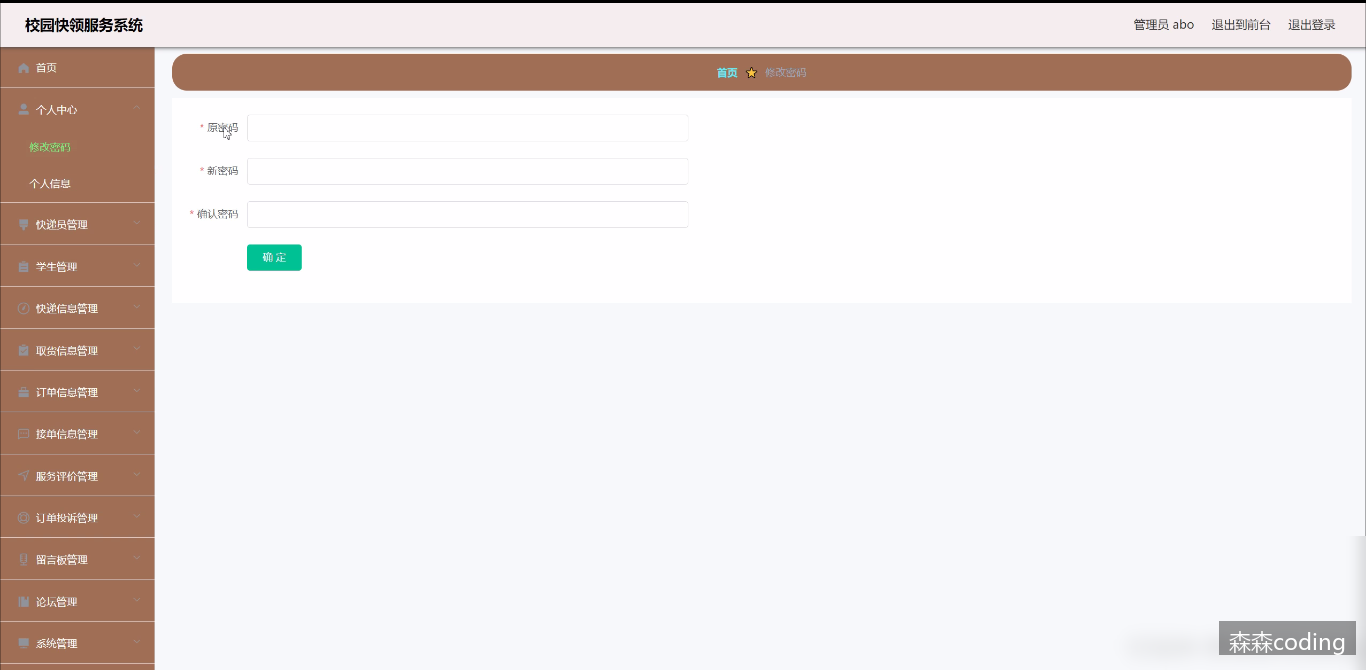 校园快领服务系统
管理员 abo 退出到前台 退出登录
首页
个人中心
修改密码
个人信息
快递员管理
学生管理
快递信息管理
取货信息管理
订单信息管理
接单信息管理
服务评价管理
订单投诉管理
留言板管理
论坛管理
系统管理
首页 修改密码
* 原密码
* 新密码
* 确认密码
确 定
森森coding